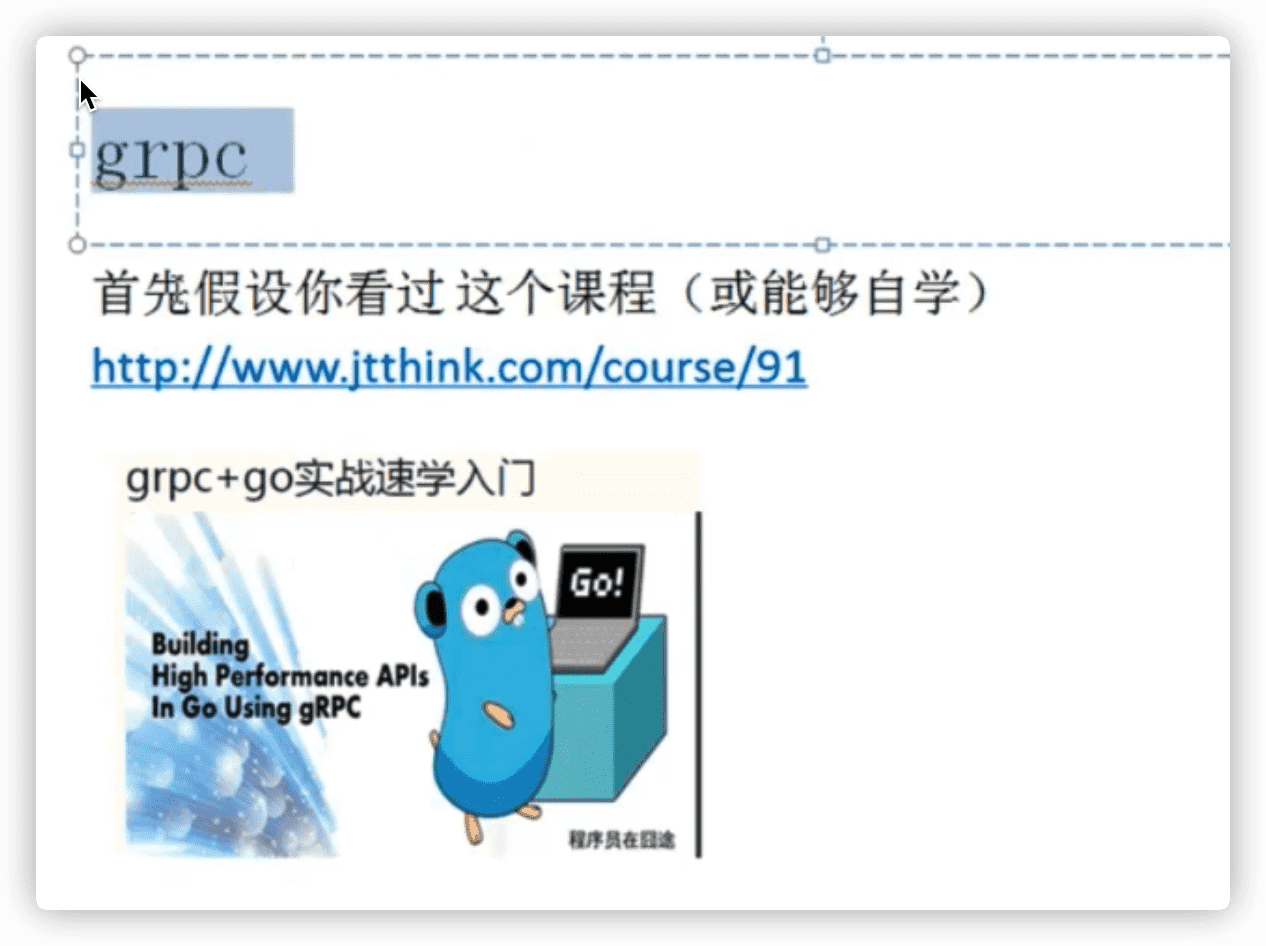 grpc
首先假设你看过这个课程（或能够自学）
http://www.jtthink.com/course/91
grpc+go实战速学入门
Go!
Building
High Performance APIs
In Go Using gRPC
程序员在囧途